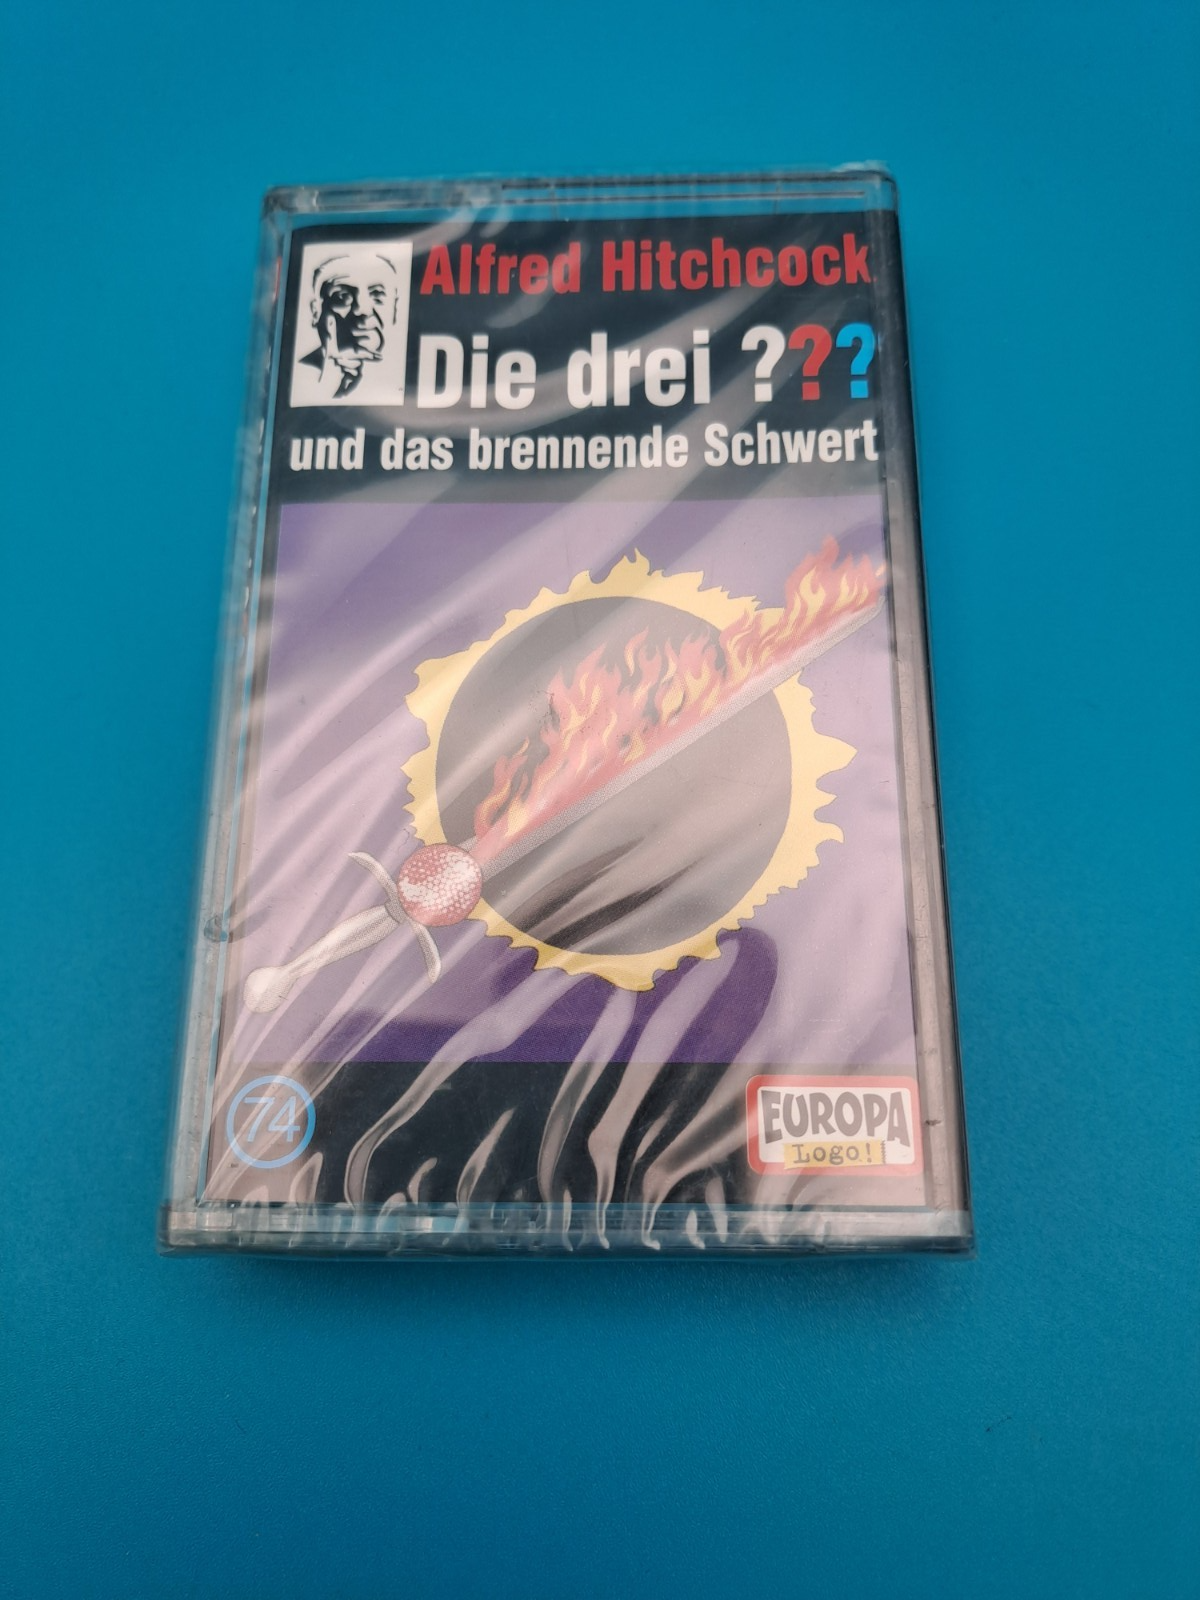 Alfred Hitchcock
Die drei ???
und das brennende Schwert
74
EUROPA
Logo!